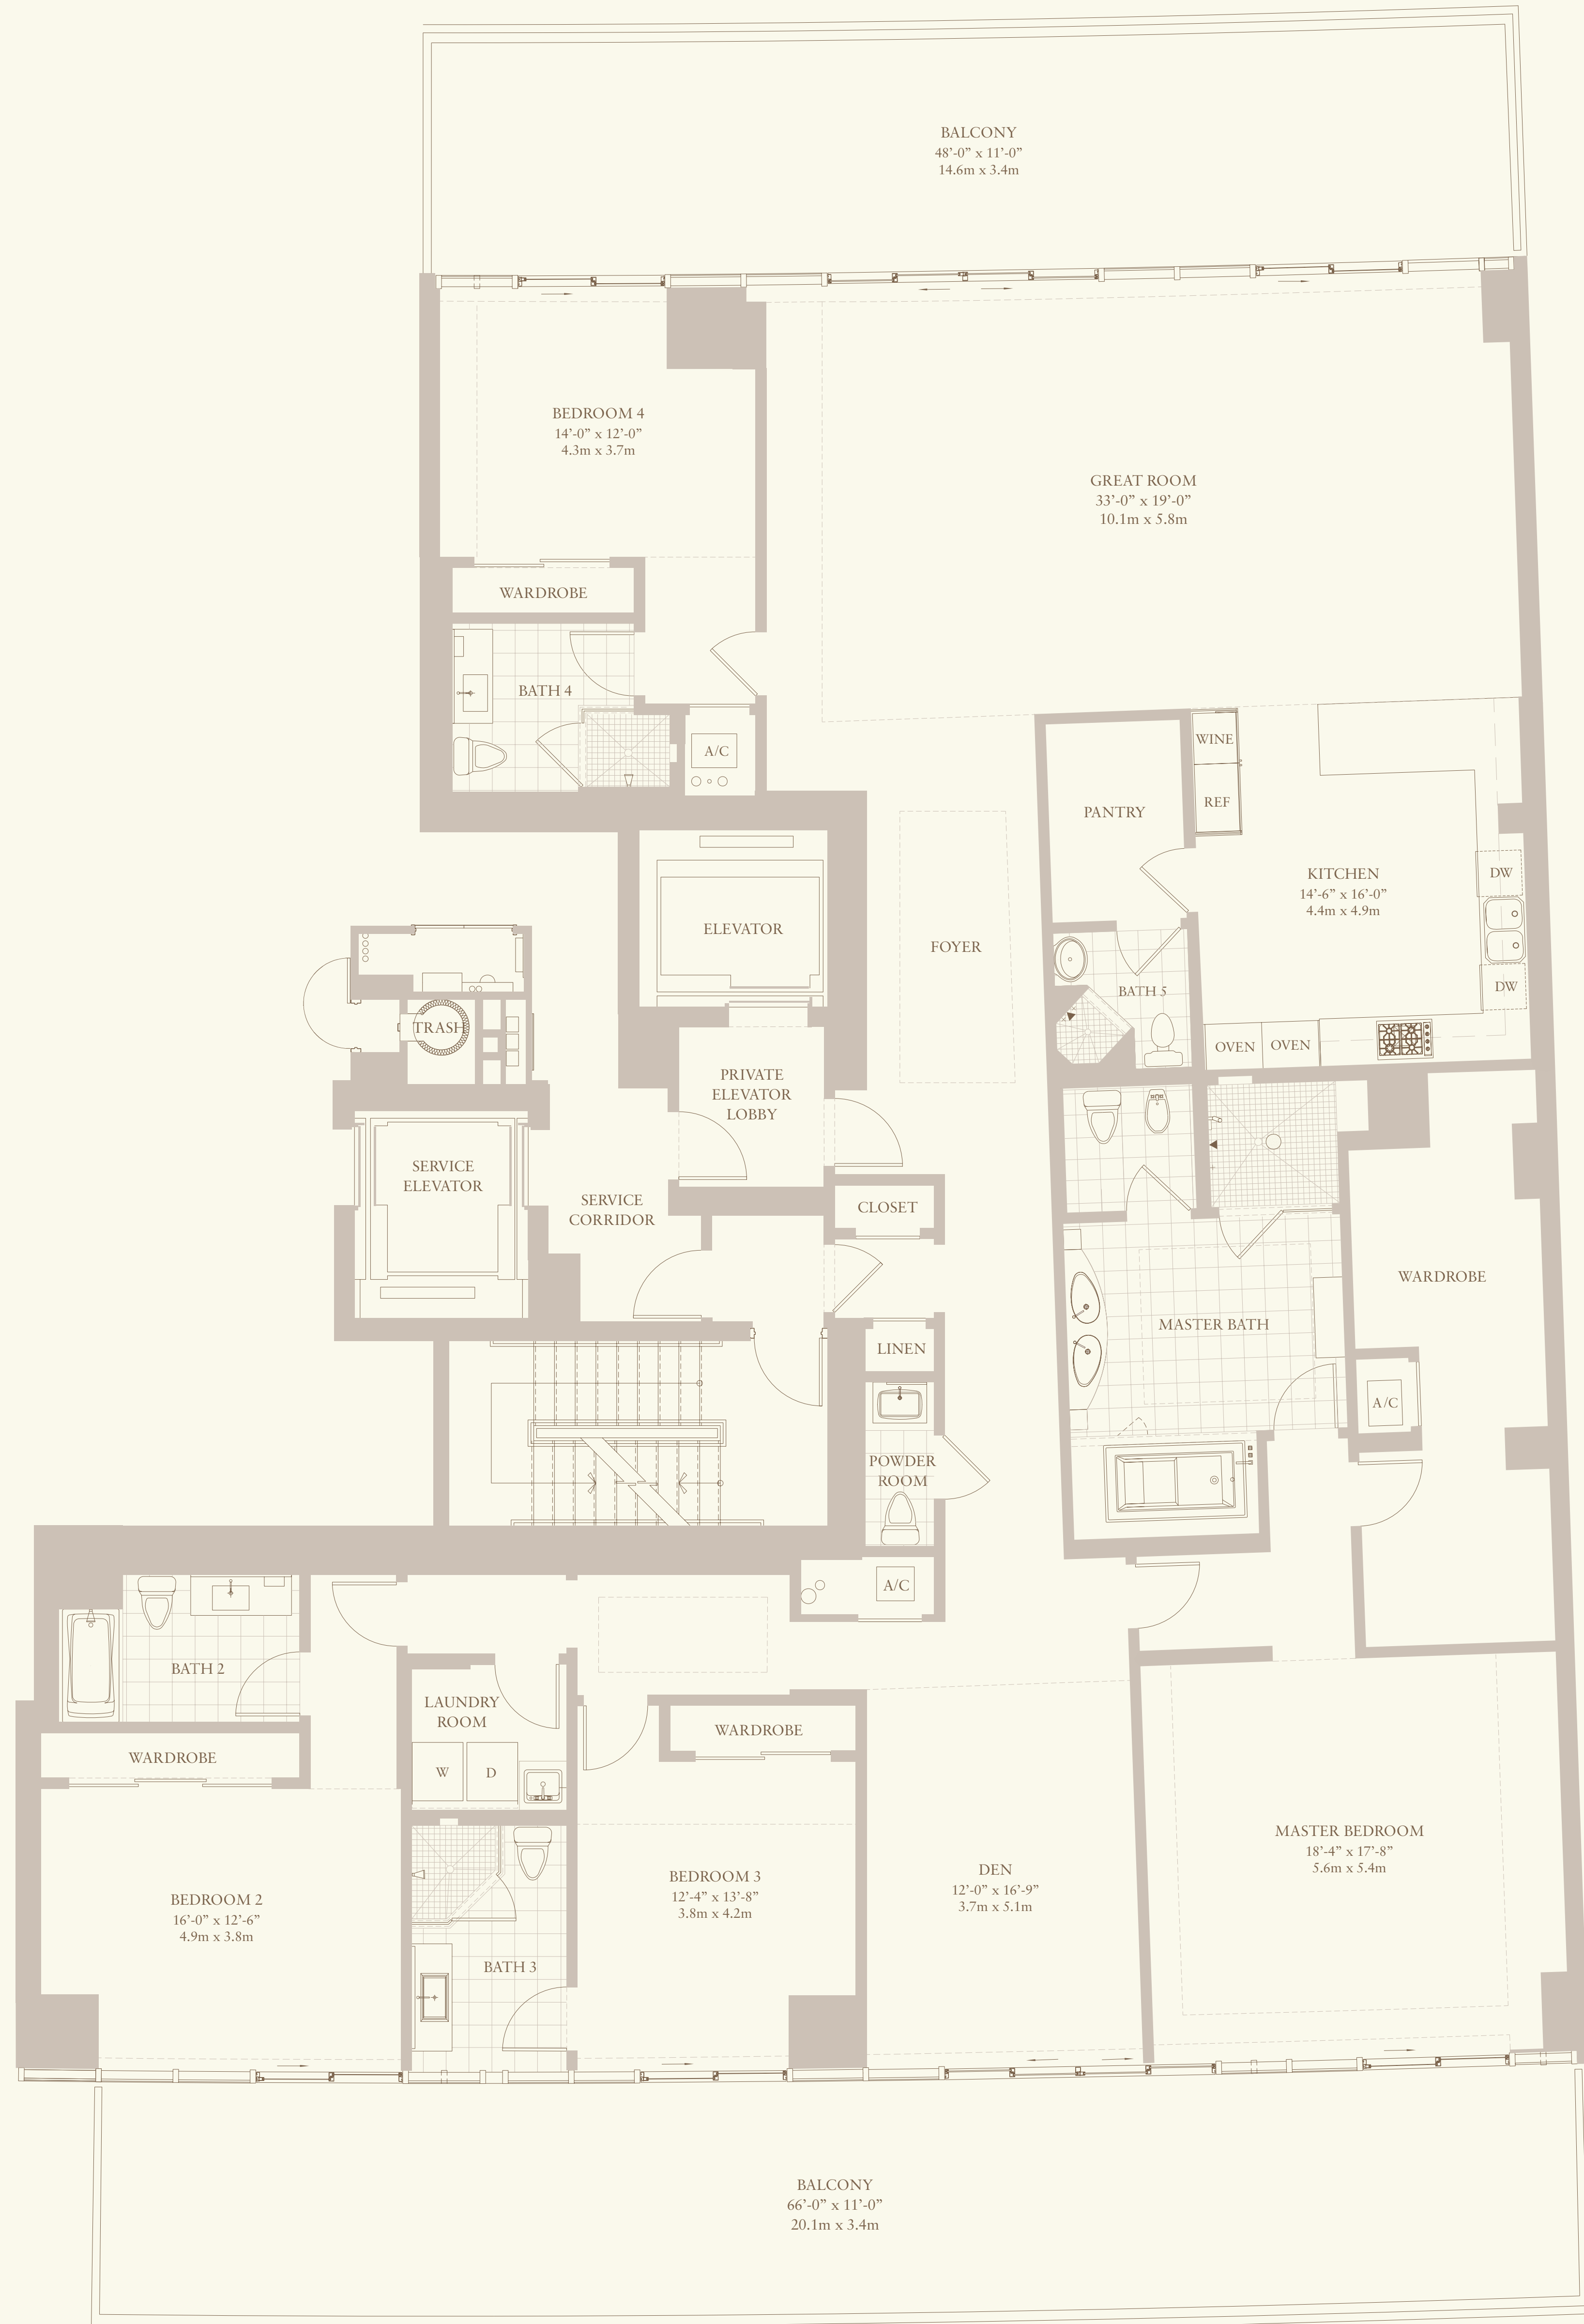 BALCONY
48’-0” x 11’-0”
14.6m x 3.4m
BEDROOM 4
14’-0” x 12’-0”
4.3m x 3.7m
GREAT ROOM
33’-0” x 19’-0”
10.1m x 5.8m
WARDROBE
BATH 4
A/C
WINE
REF
PANTRY
KITCHEN
14’-6” x 16’-0”
4.4m x 4.9m
DW
DW
OVEN
OVEN
BATH 5
ELEVATOR
FOYER
TRASH
PRIVATE
ELEVATOR
LOBBY
SERVICE
ELEVATOR
SERVICE
CORRIDOR
CLOSET
LINEN
MASTER BATH
WARDROBE
A/C
POWDER
ROOM
A/C
BATH 2
LAUNDRY
ROOM
W
D
WARDROBE
WARDROBE
BEDROOM 2
16’-0” x 12’-6”
4.9m x 3.8m
BATH 3
BEDROOM 3
12’-4” x 13’-8”
3.8m x 4.2m
DEN
12’-0” x 16’-9”
3.7m x 5.1m
MASTER BEDROOM
18’-4” x 17’-8”
5.6m x 5.4m
BALCONY
66’-0” x 11’-0”
20.1m x 3.4m